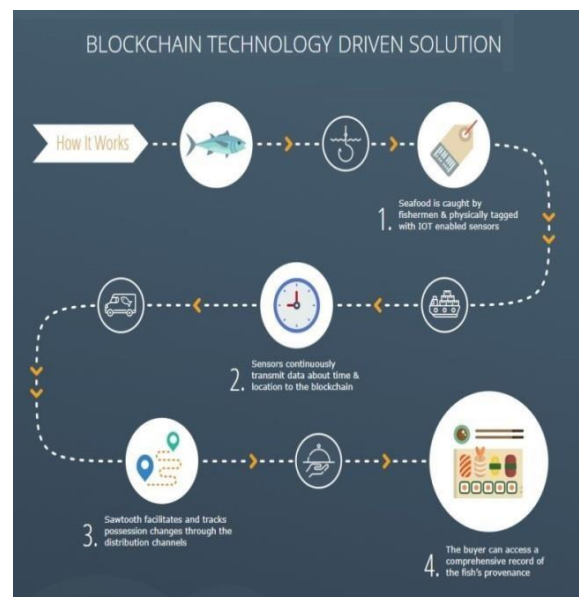 BLOCKCHAIN TECHNOLOGY DRIVEN SOLUTION
How It Works
1.
Seafood is caught by
fishermen & physically tagged
with IOT enabled sensors
2.
Sensors continuously
transmit data about time &
location to the blockchain
3.
Sawtooth facilitates and tracks
possession changes through the
distribution channels
4.
The buyer can access a
comprehensive record of
the fish's provenance